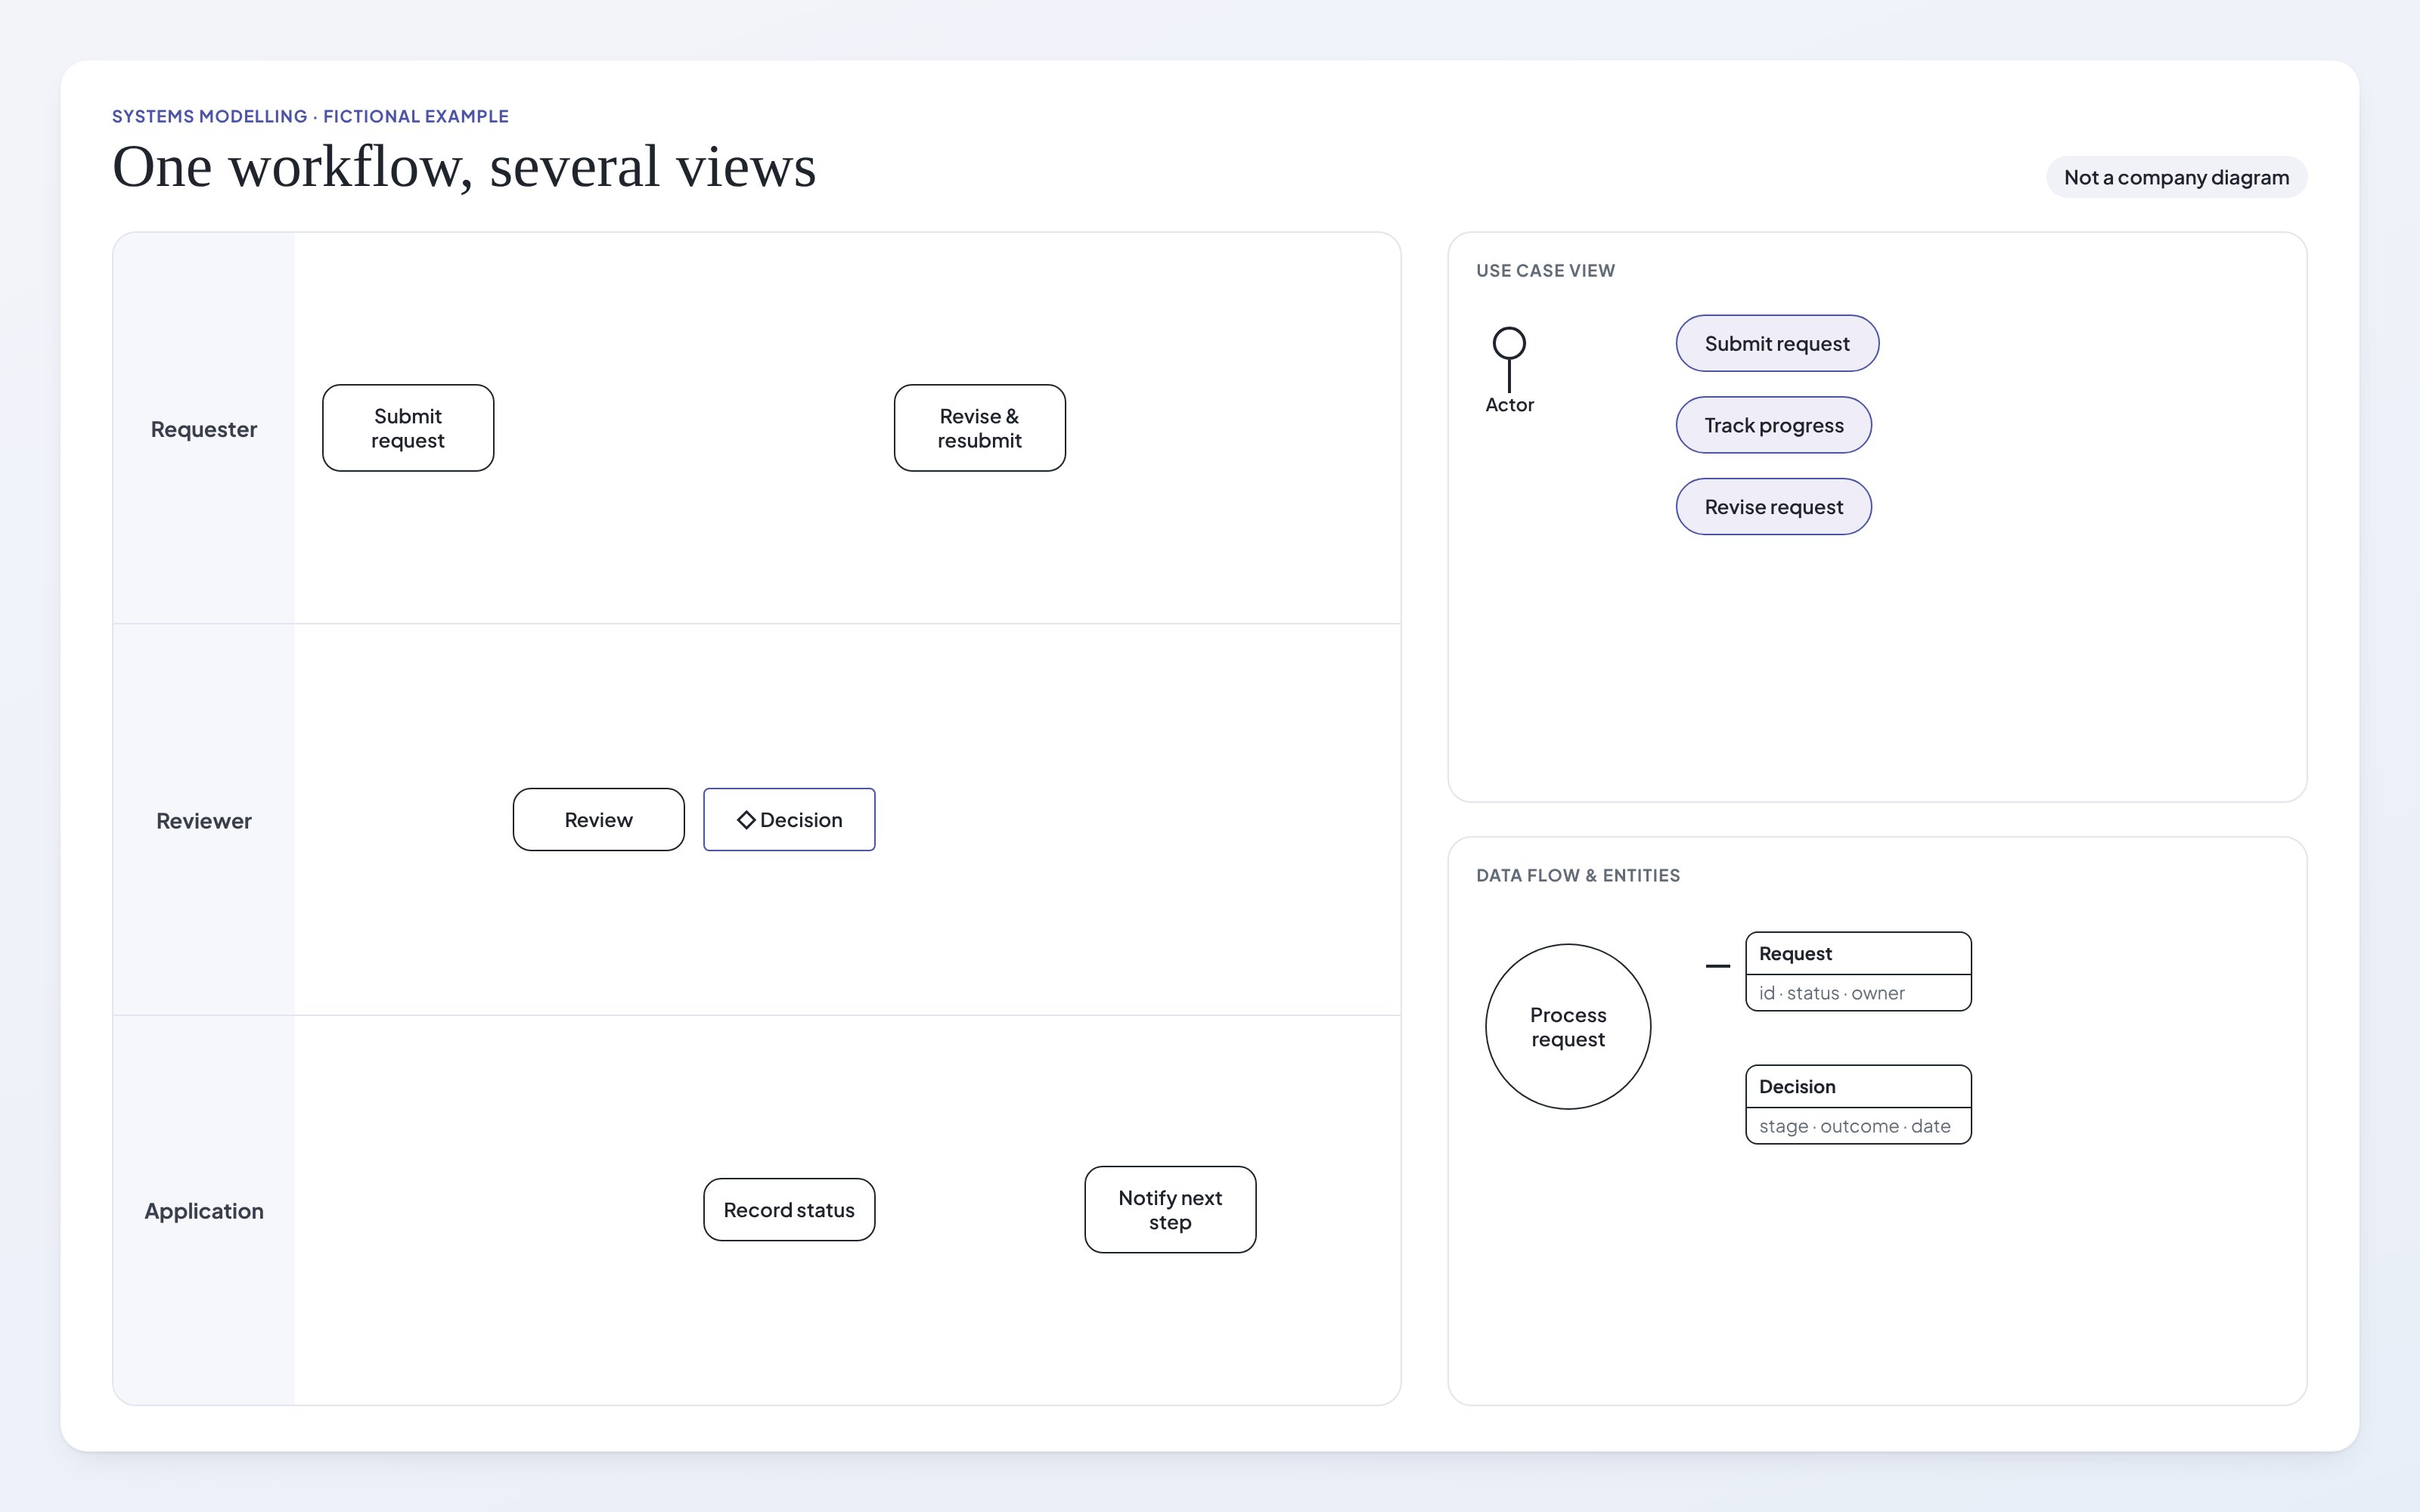 SYSTEMS MODELLING · FICTIONAL EXAMPLE
One workflow, several views
Not a company diagram
Requester
Submit
request
Revise &
resubmit
Reviewer
Review
◇ Decision
Application
Record status
Notify next
step
USE CASE VIEW
Actor
Submit request
Track progress
Revise request
DATA FLOW & ENTITIES
Process
request
Request
id · status · owner
Decision
stage · outcome · date